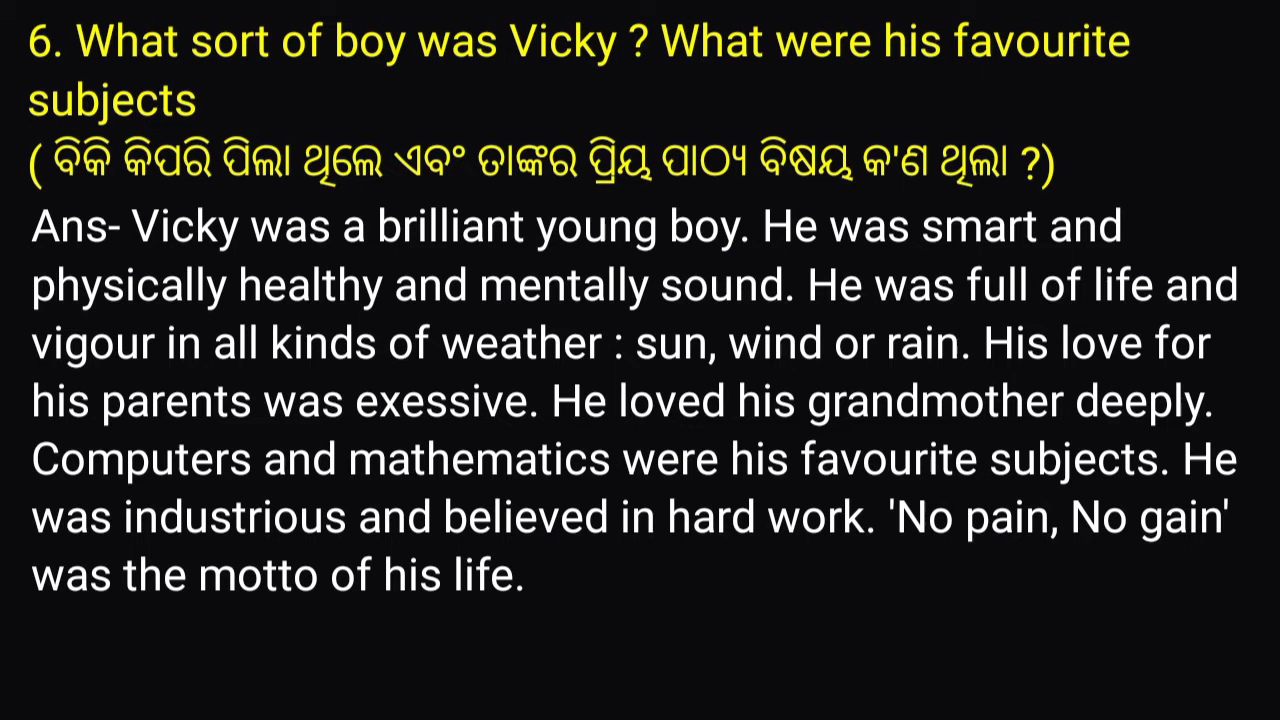 6. What sort of boy was Vicky ? What were his favourite
subjects
( ବିକି କିପରି ପିଲା ଥିଲେ ଏବଂ ତାଙ୍କର ପ୍ରିୟ ପାଠ୍ୟ ବିଷୟ କ'ଣ ଥିଲା ?)
Ans- Vicky was a brilliant young boy. He was smart and
physically healthy and mentally sound. He was full of life and
vigour in all kinds of weather : sun, wind or rain. His love for
his parents was exessive. He loved his grandmother deeply.
Computers and mathematics were his favourite subjects. He
was industrious and believed in hard work. 'No pain, No gain'
was the motto of his life.